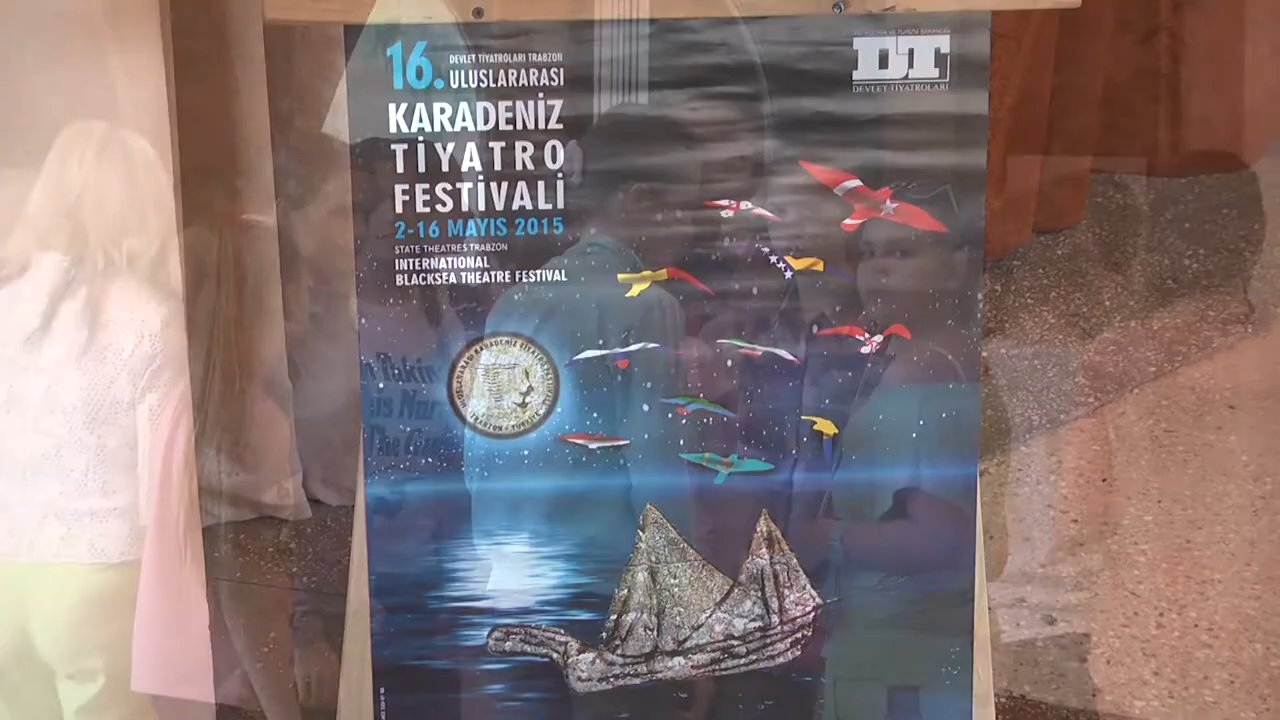 16. DEVLET TİYATROLARI TRABZON
ULUSLARARASI
KARADENİZ
TİYATRO
FESTİVALİ
2-16 MAYIS 2015
STATE THEATRES TRABZON
INTERNATIONAL
BLACKSEA THEATRE FESTIVAL
DT
DEVLET TİYATROLARI